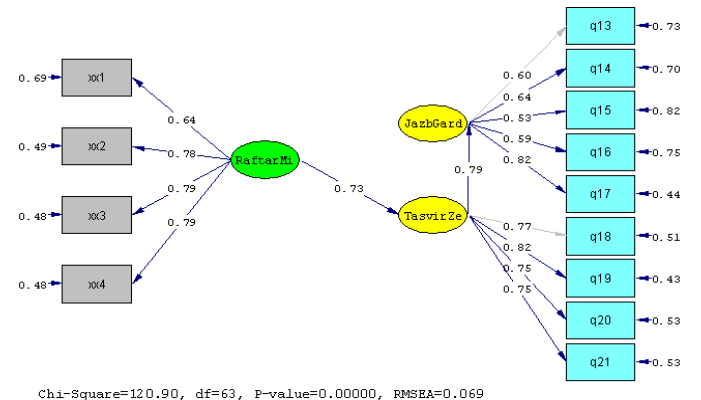 q13
0.73
q14
0.70
q15
0.82
q16
0.75
q17
0.44
q18
0.51
q19
0.43
q20
0.53
q21
0.53
0.60
0.64
0.53
0.59
0.82
JazbGard
0.79
TasvirZe
0.77
0.82
0.75
0.75
0.69
xx1
0.49
xx2
0.48
xx3
0.48
xx4
0.64
0.78
0.79
0.79
RaftarMi
0.73
Chi-Square=120.90, df=63, P-value=0.00000, RMSEA=0.069